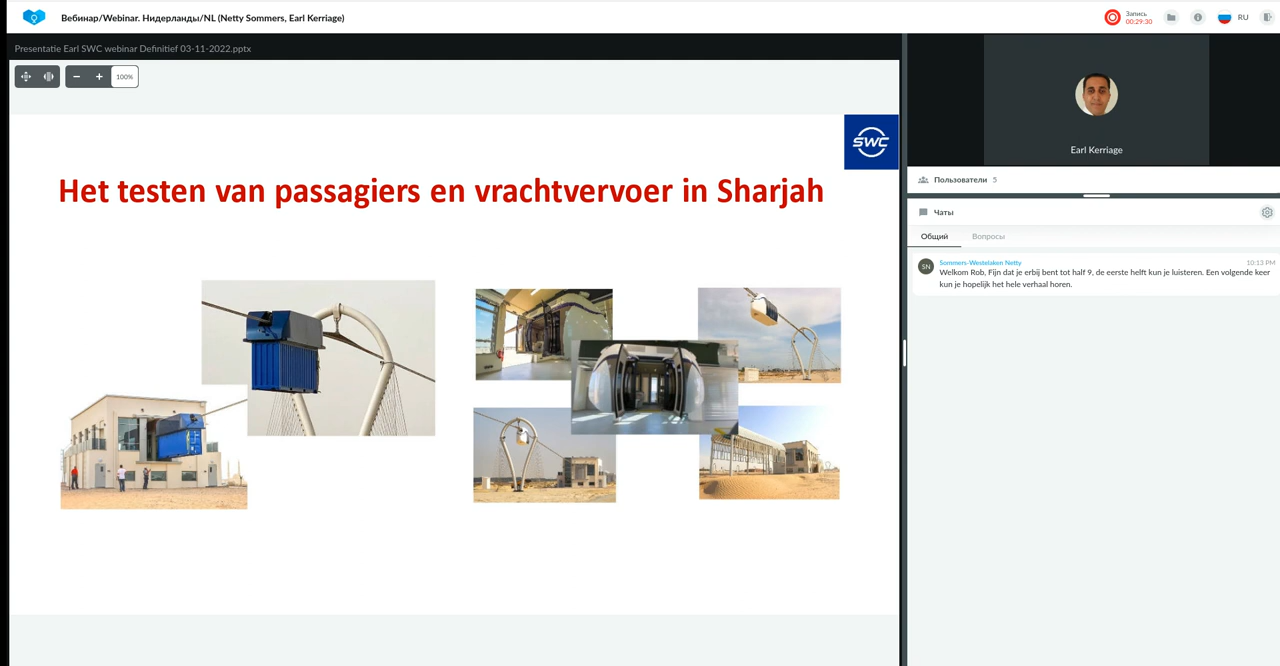 Вебинар/Webinar. Нидерланды/NL (Netty Sommers, Earl Kerriage)
Запись
00:29:30
RU
Presentatie Earl SWC webinar Definitief 03-11-2022.pptx
100%
SWC
Het testen van passagiers en vrachtvervoer in Sharjah
Earl Kerriage
Пользователи 5
Чаты
Общий Вопросы
SN
Sommers-Westelaken Netty 10:13 PM
Welkom Rob, Fijn dat je erbij bent tot half 9, de eerste helft kun je luisteren. Een volgende keer
kun je hopelijk het hele verhaal horen.